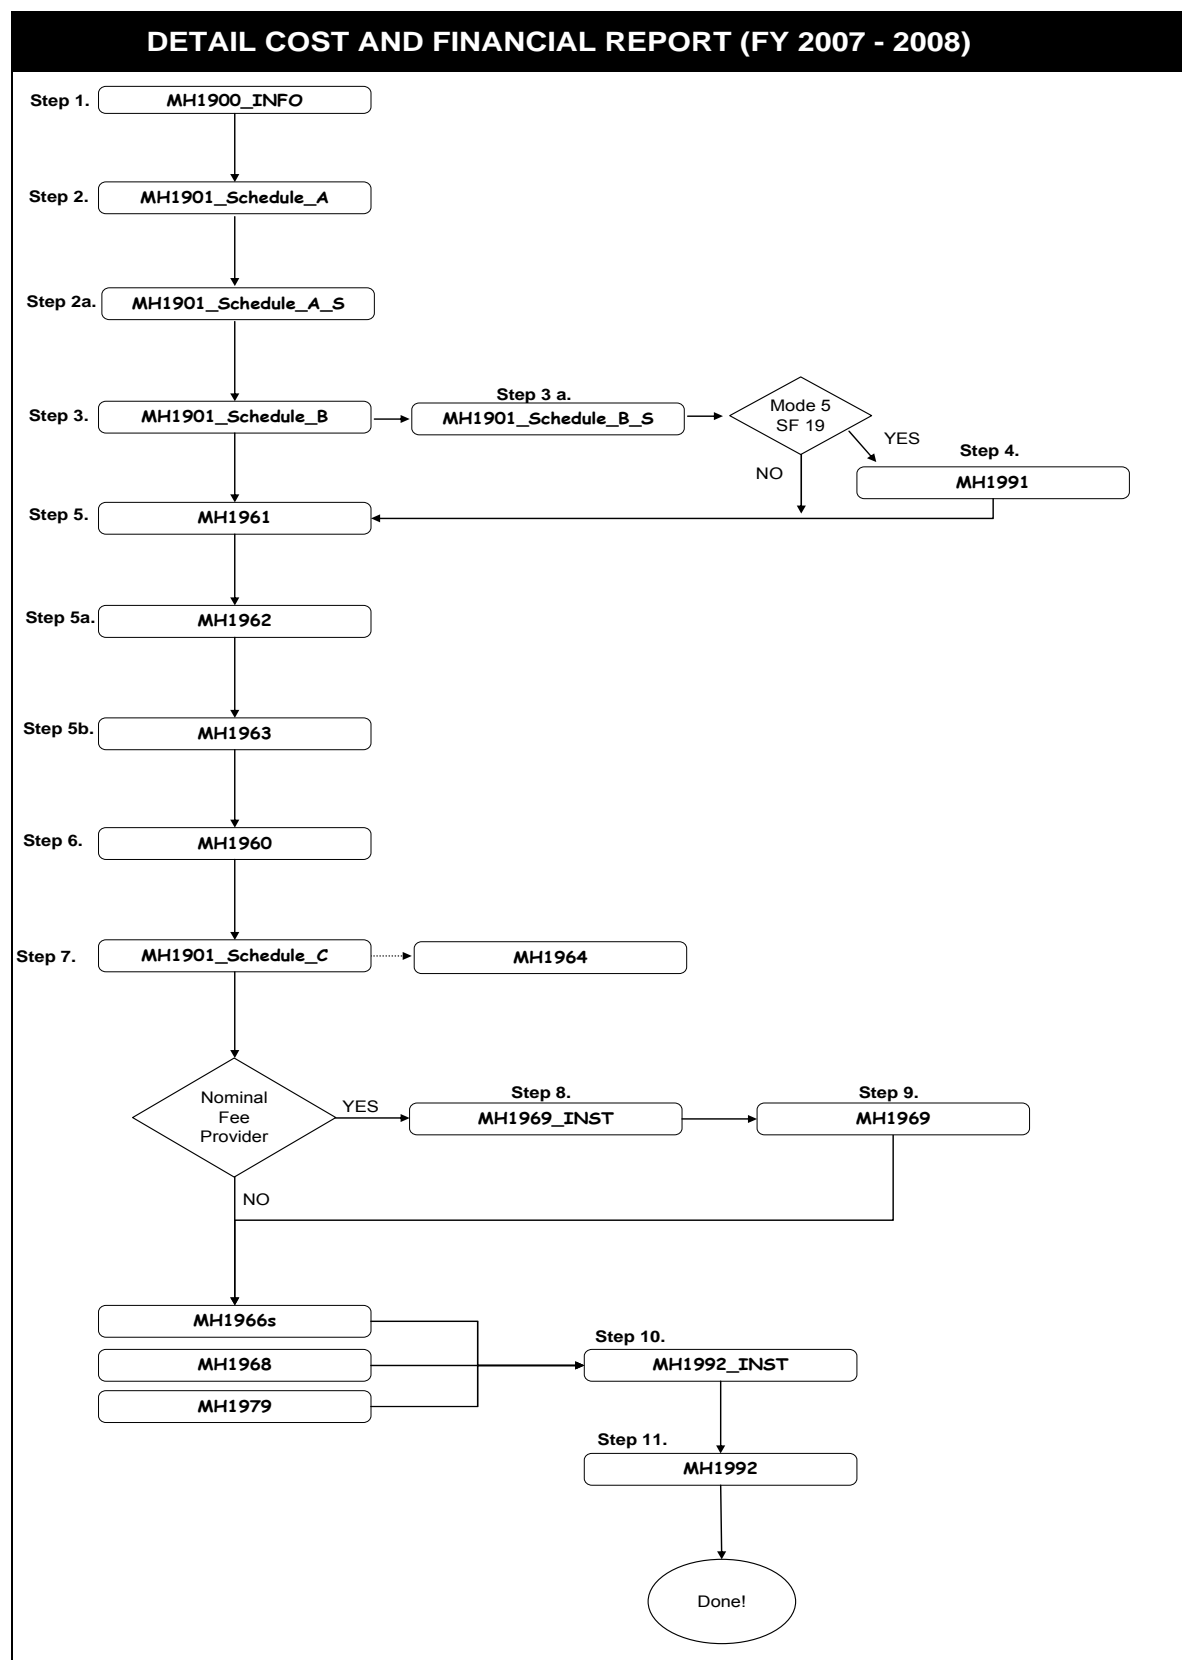 DETAIL COST AND FINANCIAL REPORT (FY 2007 - 2008)
Step 1. MH1900_INFO
Step 2. MH1901_Schedule_A
Step 2a. MH1901_Schedule_A_S
Step 3. MH1901_Schedule_B
Step 3 a.
MH1901_Schedule_B_S
Mode 5
SF 19
YES
NO
Step 4.
MH1991
Step 5. MH1961
Step 5a. MH1962
Step 5b. MH1963
Step 6. MH1960
Step 7. MH1901_Schedule_C
MH1964
Nominal
Fee
Provider
YES
NO
Step 8.
MH1969_INST
Step 9.
MH1969
MH1966s
MH1968
MH1979
Step 10.
MH1992_INST
Step 11.
MH1992
Done!